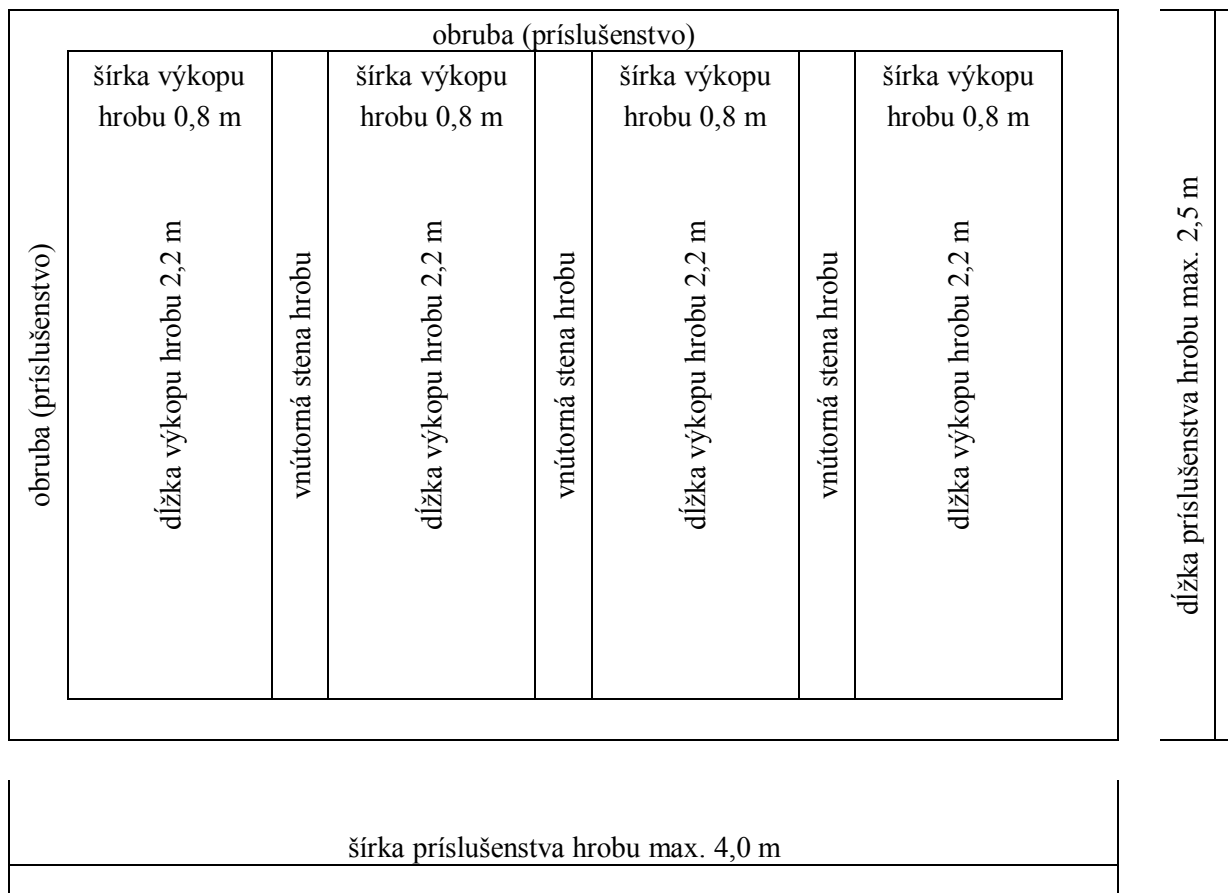 obruba (príslušenstvo)
šírka výkopu
hrobu 0,8 m
šírka výkopu
hrobu 0,8 m
šírka výkopu
hrobu 0,8 m
šírka výkopu
hrobu 0,8 m
obruba (príslušenstvo)
dĺžka výkopu hrobu 2,2 m
vnútorná stena hrobu
dĺžka výkopu hrobu 2,2 m
vnútorná stena hrobu
dĺžka výkopu hrobu 2,2 m
vnútorná stena hrobu
dĺžka výkopu hrobu 2,2 m
dĺžka príslušenstva hrobu max. 2,5 m
šírka príslušenstva hrobu max. 4,0 m